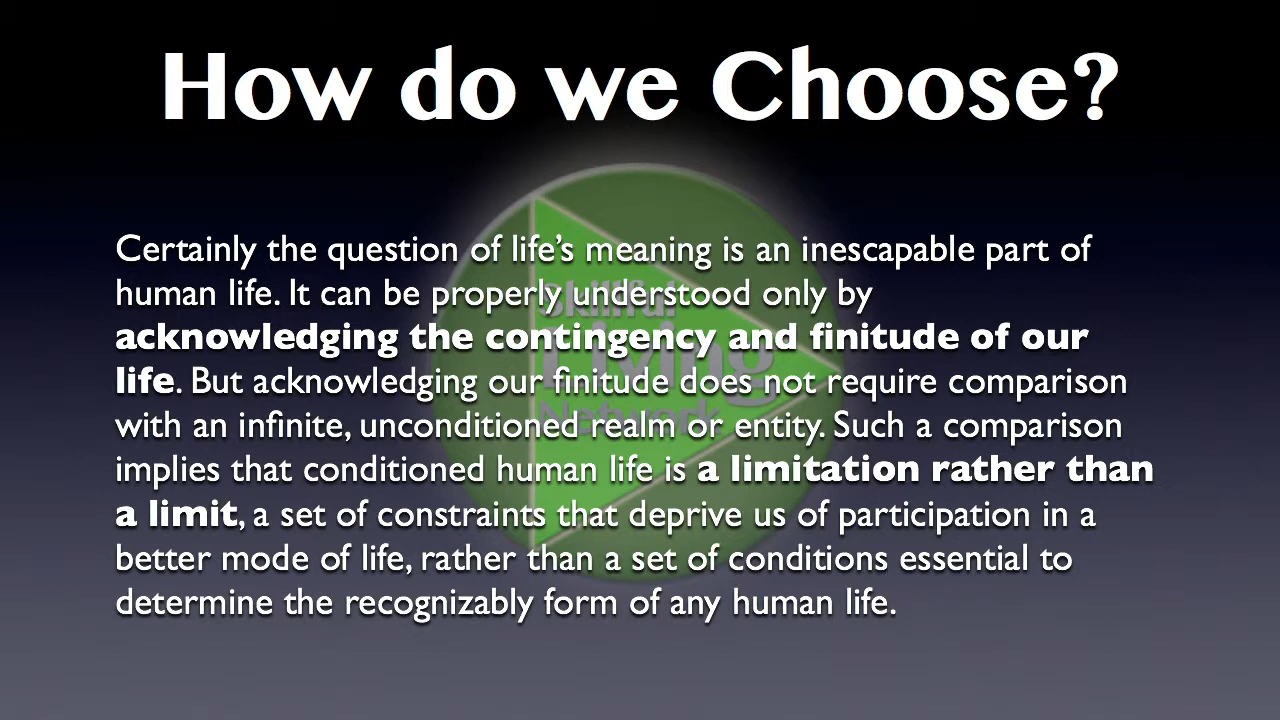 How do we Choose?
Certainly the question of life's meaning is an inescapable part of
human life. It can be properly understood only by
acknowledging the contingency and finitude of our
life. But acknowledging our finitude does not require comparison
with an infinite, unconditioned realm or entity. Such a comparison
implies that conditioned human life is a limitation rather than
a limit, a set of constraints that deprive us of participation in a
better mode of life, rather than a set of conditions essential to
determine the recognizably form of any human life.
Skillful
Living
Network